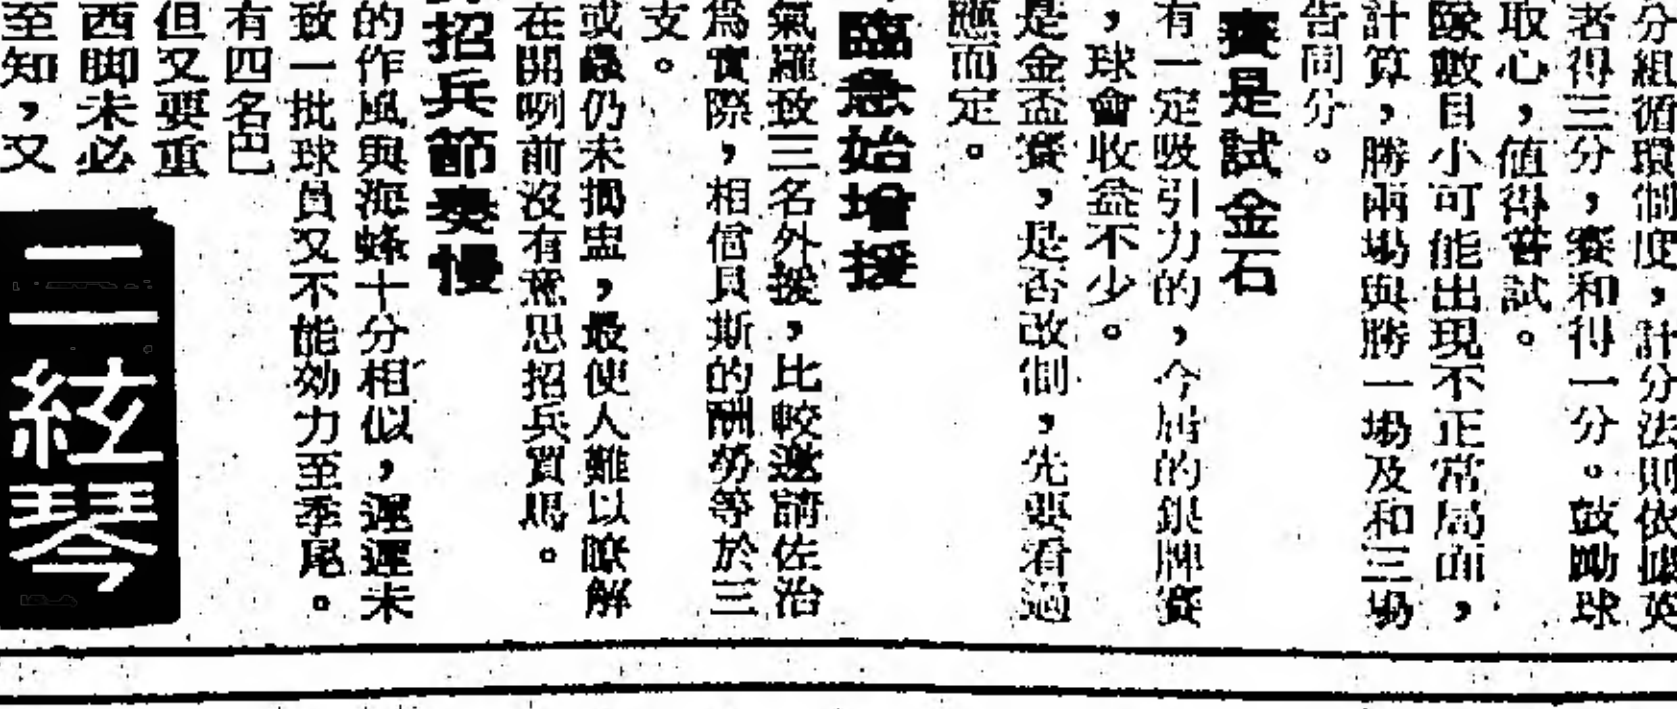 分組循環制度，計分法則依據英
者得三分，賽和得一分。鼓勵球
取心，值得嘗試。
隊數目小可能出現不正常局面，
計算，勝兩場與勝一場及和三場
告同分。
賽是試金石
有一定吸引力的，今屆的銀牌賽
，球會收益不少。
是金盃賽，是否改制，先要看過
應而定。
臨急始增援
氣羅致三名外援，比較邀請佐治
為實際，相信貝斯的酬勞等於三
支。
或蟲仍未揭盅，最使人難以瞭解
在開咧前沒有意思招兵買馬。
招兵節奏慢
的作風與海蜂十分相似，遲遲未
致一批球員又不能効力至季尾。
有四名巴
但又要重
西脚未必
至知，又
二絃琴